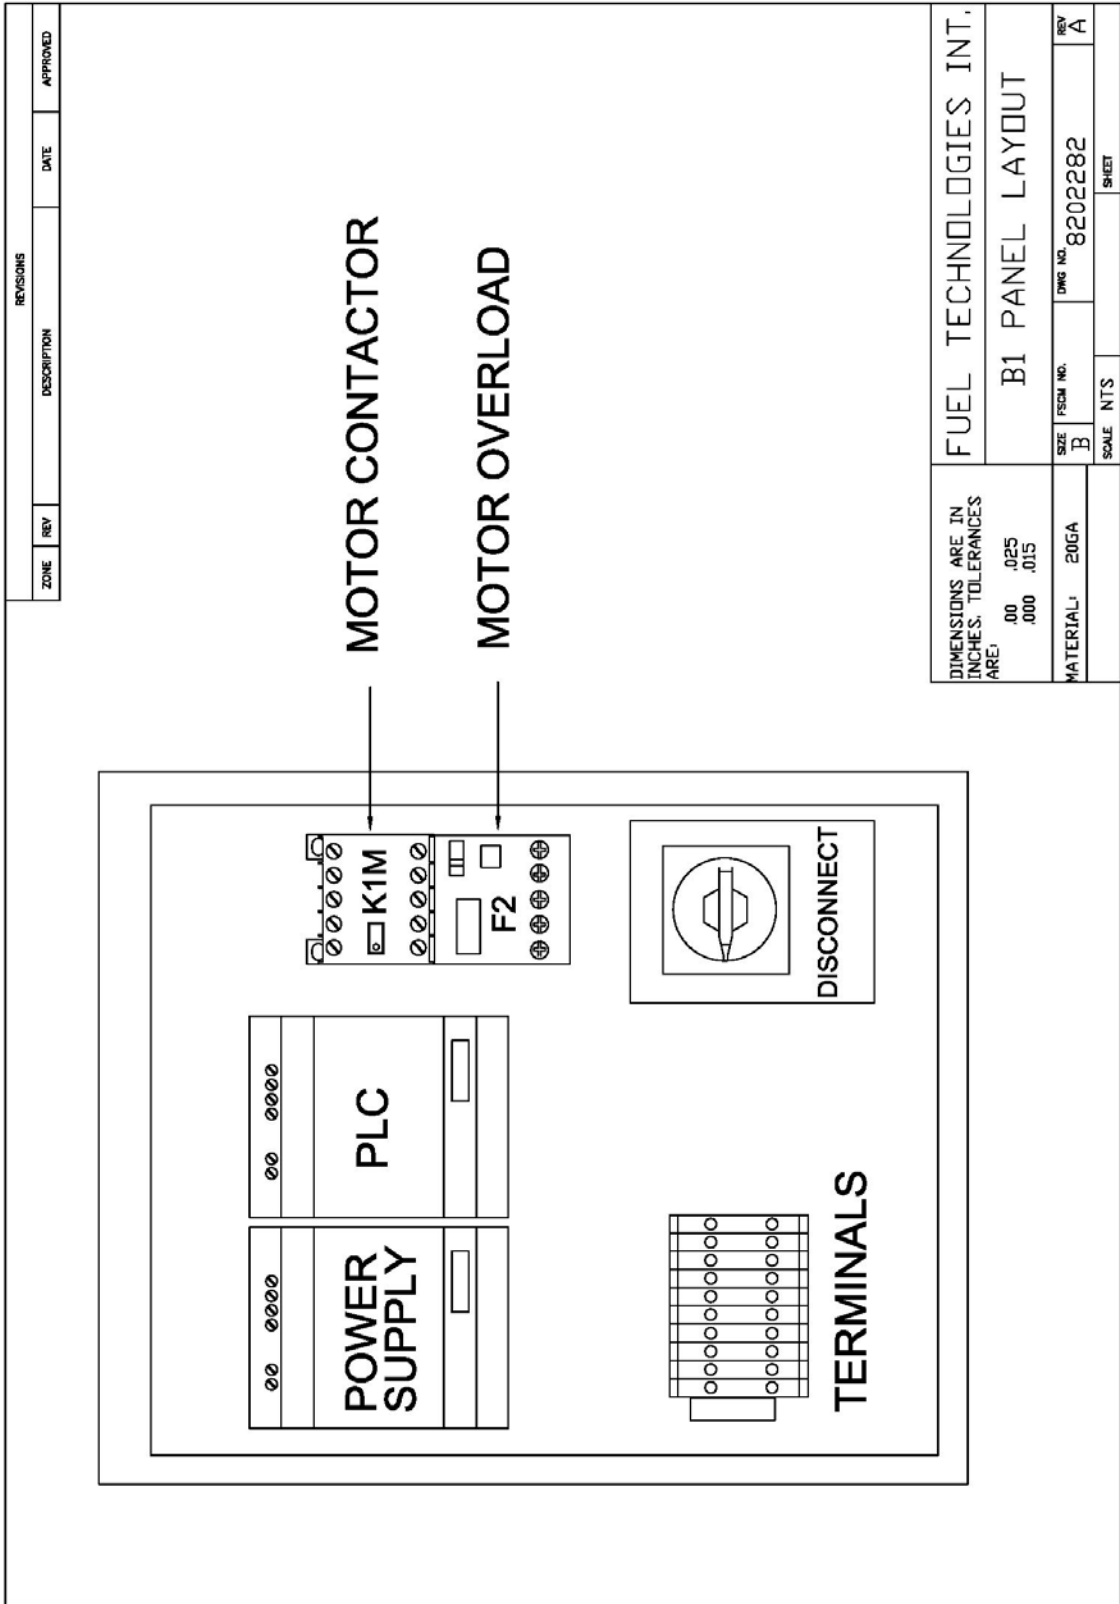 REVISIONS
ZONE REV DESCRIPTION DATE APPROVED
POWER
SUPPLY
PLC
K1M
F2
MOTOR CONTACTOR
MOTOR OVERLOAD
TERMINALS
DISCONNECT
DIMENSIONS ARE IN
INCHES. TOLERANCES
ARE:
.00 .025
.000 .015
MATERIAL: 20GA
FUEL TECHNOLOGIES INT.
B1 PANEL LAYOUT
SIZE FSCM NO. DWG NO. REV
B 8202282 A
SCALE NTS SHEET